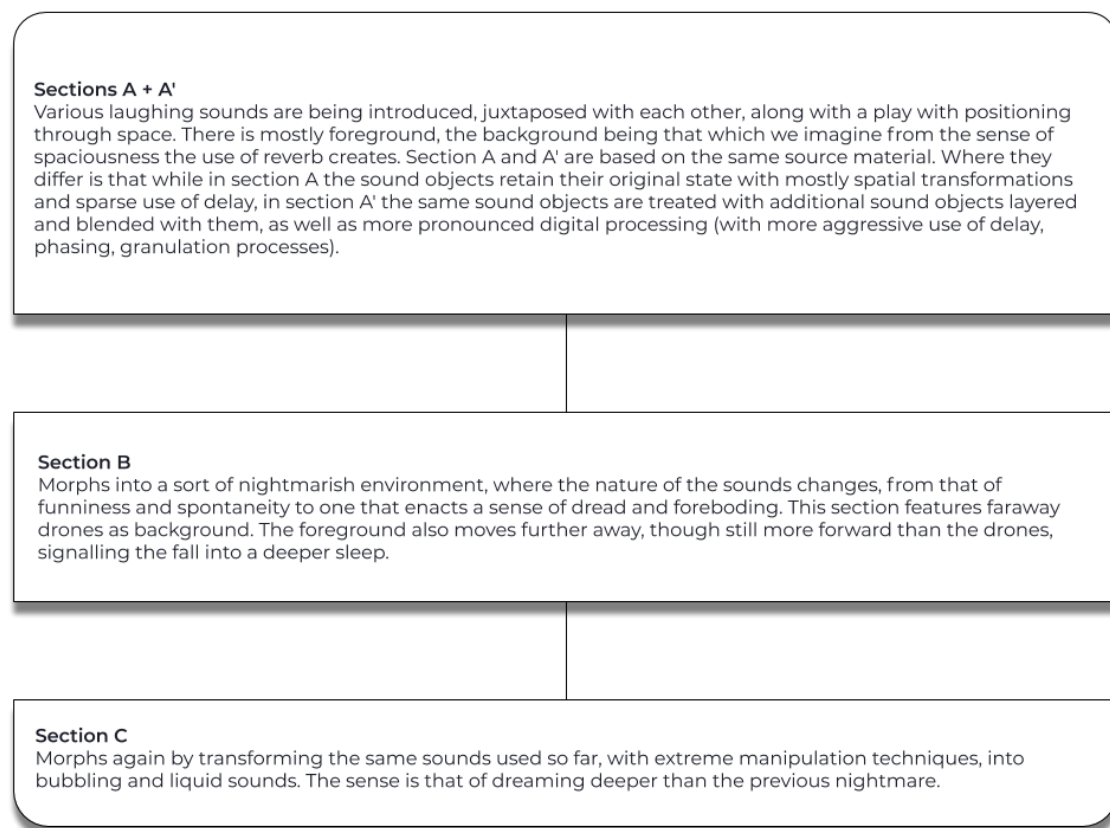 Sections A + A'
Various laughing sounds are being introduced, juxtaposed with each other, along with a play with positioning
through space. There is mostly foreground, the background being that which we imagine from the sense of
spaciousness the use of reverb creates. Section A and A' are based on the same source material. Where they
differ is that while in section A the sound objects retain their original state with mostly spatial transformations
and sparse use of delay, in section A' the same sound objects are treated with additional sound objects layered
and blended with them, as well as more pronounced digital processing (with more aggressive use of delay,
phasing, granulation processes).
Section B
Morphs into a sort of nightmarish environment, where the nature of the sounds changes, from that of
funniness and spontaneity to one that enacts a sense of dread and foreboding. This section features faraway
drones as background. The foreground also moves further away, though still more forward than the drones,
signalling the fall into a deeper sleep.
Section C
Morphs again by transforming the same sounds used so far, with extreme manipulation techniques, into
bubbling and liquid sounds. The sense is that of dreaming deeper than the previous nightmare.